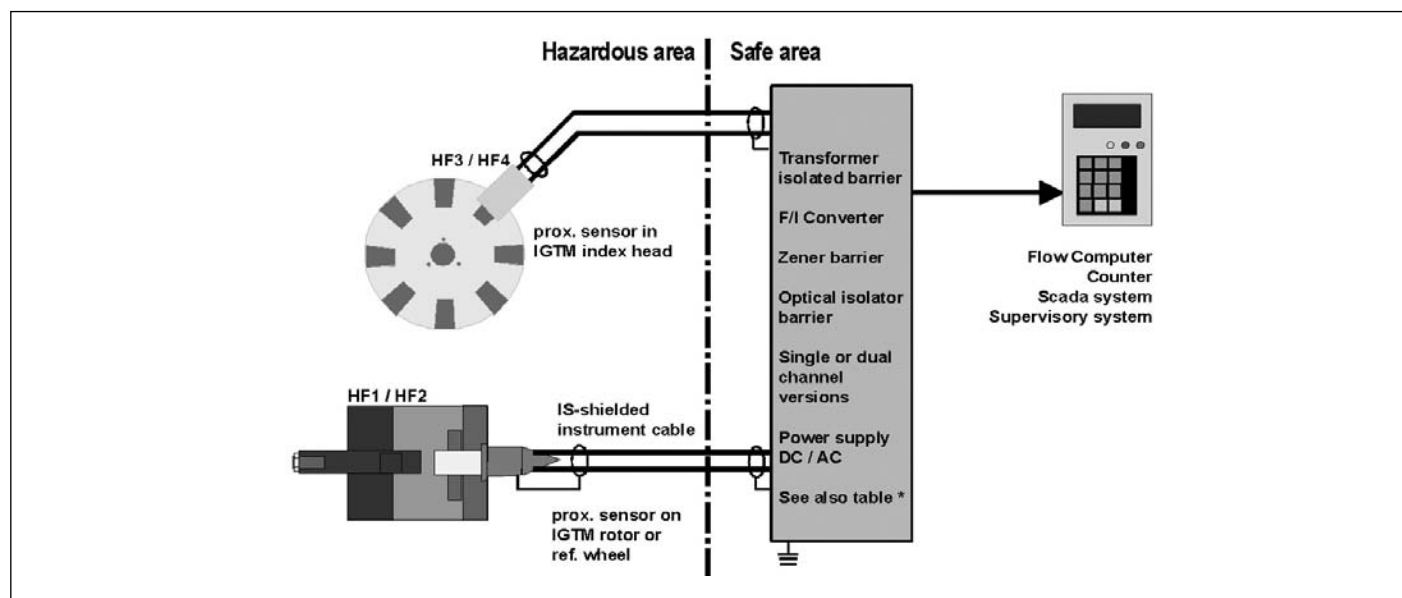 Hazardous area
Safe area
HF3 / HF4
prox. sensor in
IGTM index head
Transformer
isolated barrier
F/I Converter
Zener barrier
Optical isolator
barrier
Single or dual
channel
versions
Power supply
DC / AC
See also table *
Flow Computer
Counter
Scada system
Supervisory system
HF1 / HF2
IS-shielded
instrument cable
prox. sensor on
IGTM rotor or
ref. wheel